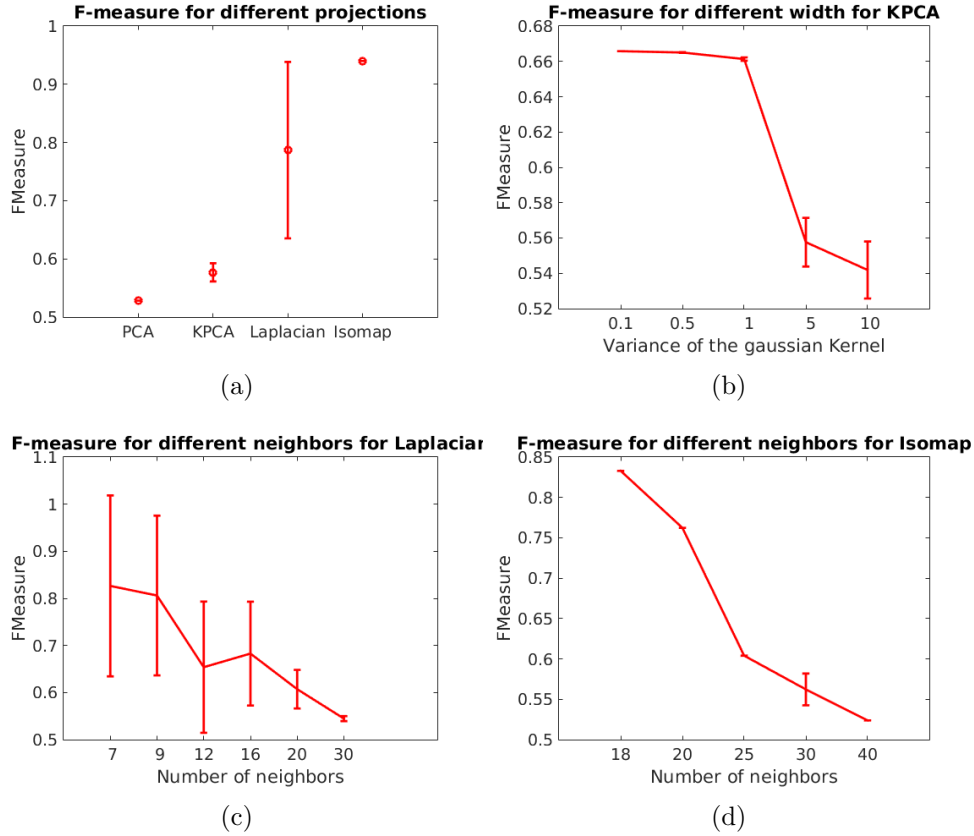 F-measure for different projections
1
0.9
0.8
0.7
0.6
0.5
FMeasure
PCA KPCA Laplacian Isomap
(a)
F-measure for different width for KPCA
0.68
0.66
0.64
0.62
0.6
0.58
0.56
0.54
0.52
FMeasure
0.1 0.5 1 5 10
Variance of the gaussian Kernel
(b)
F-measure for different neighbors for Laplacian
1.1
1
0.9
0.8
0.7
0.6
0.5
FMeasure
7 9 12 16 20 30
Number of neighbors
(c)
F-measure for different neighbors for Isomap
0.85
0.8
0.75
0.7
0.65
0.6
0.55
0.5
FMeasure
18 20 25 30 40
Number of neighbors
(d)